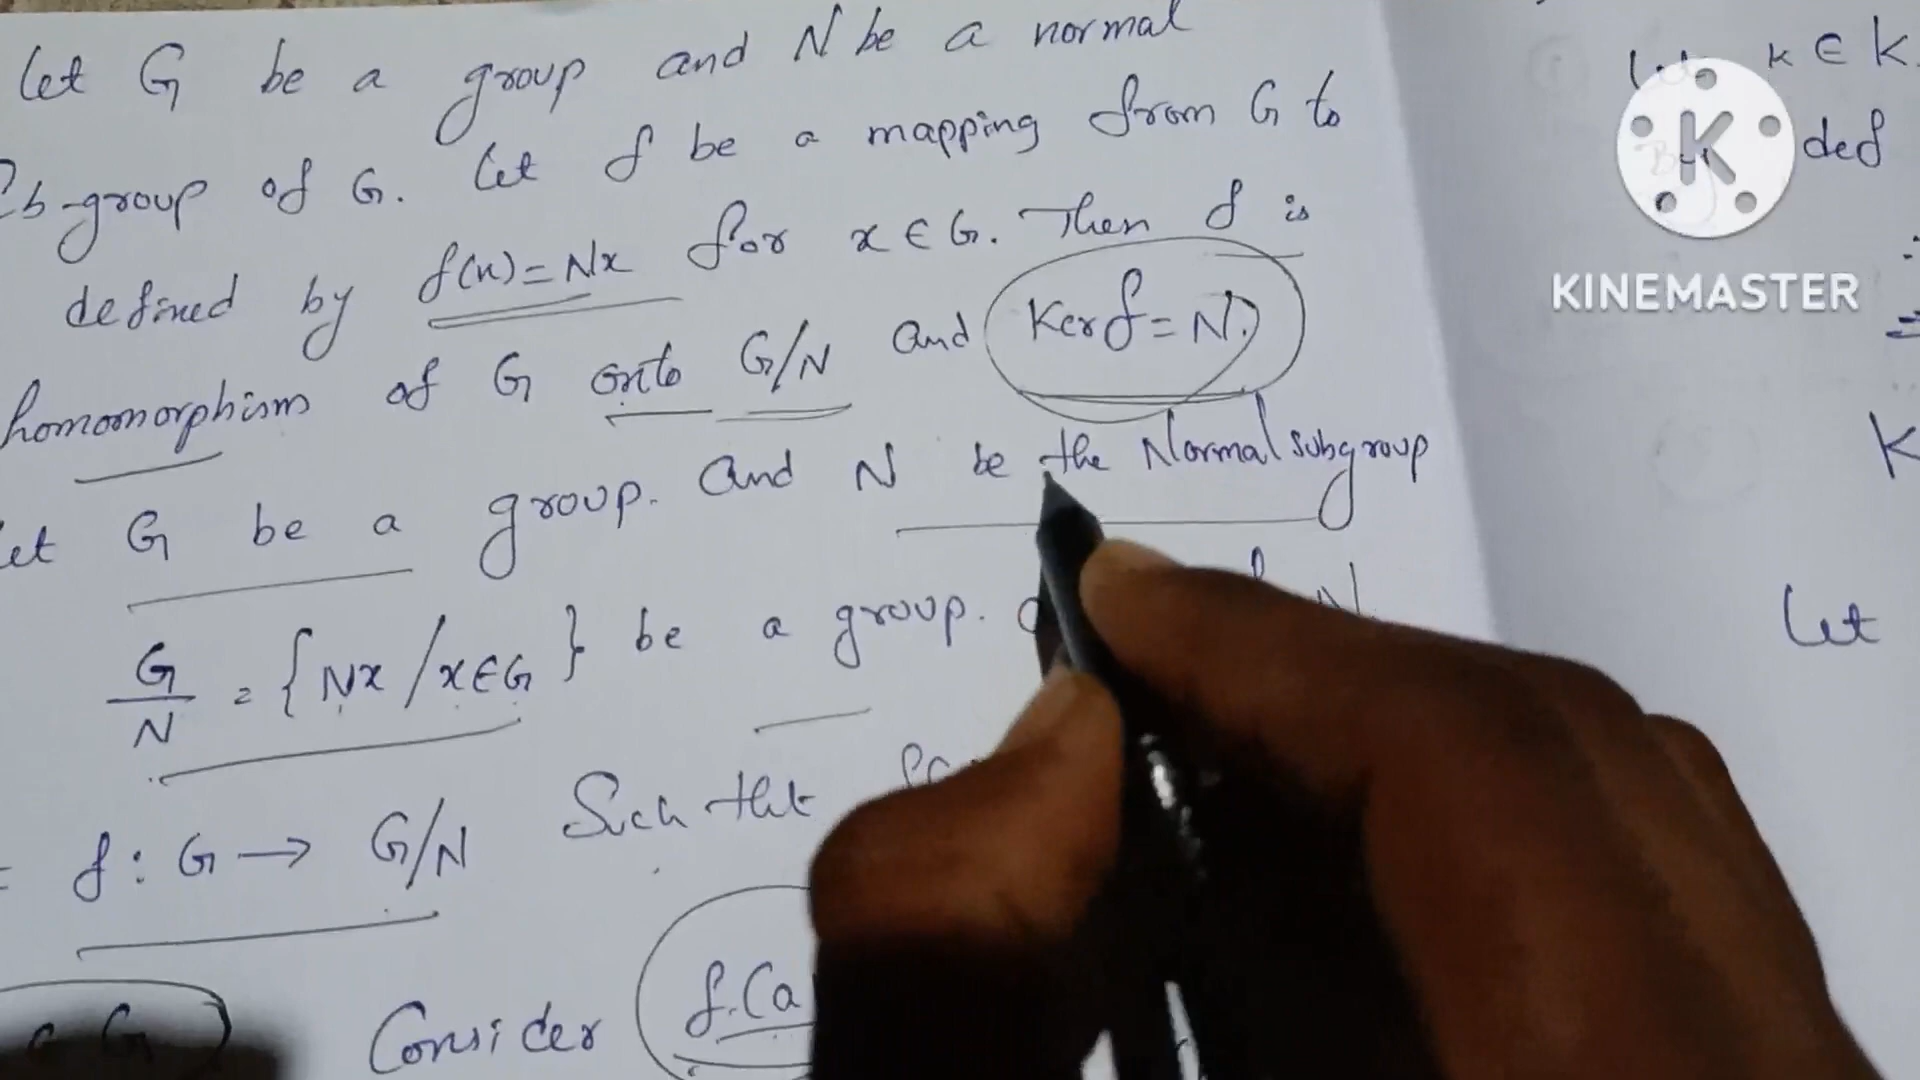 Let G be a group and N be a normal
b-group of G. Let f be a mapping from G to
defined by f(x)=Nx for x∈G. Then f is
homomorphism of G onto G/N and Ker f = N.
et G be a group. and N be the Normal subgroup
G/N = {Nx / x∈G} be a group. N
f : G → G/N Such that
G) Consider f.(a
k ∈ K.
def
K
Let
KINEMASTER